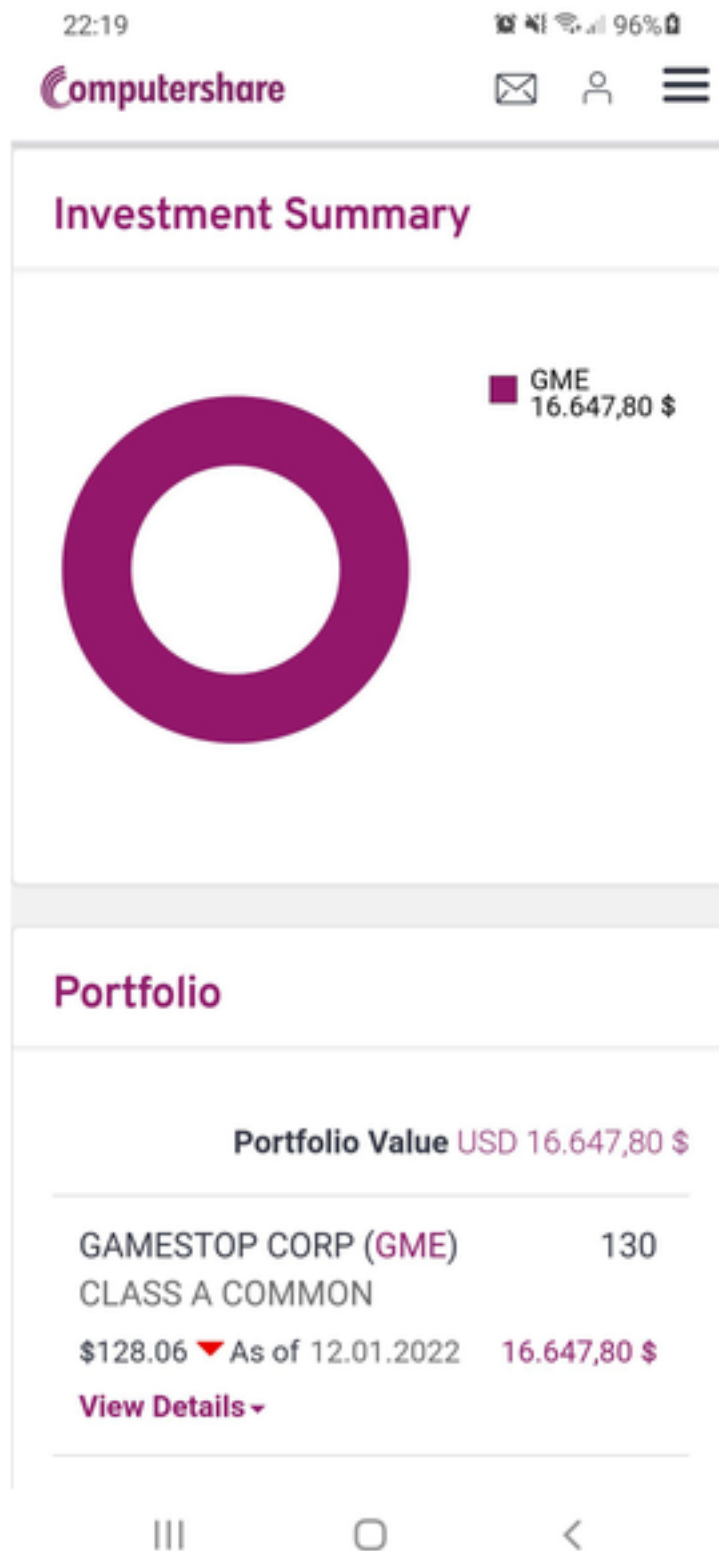 22:19 96%
Computershare
Investment Summary
GME
16.647,80 $
Portfolio
Portfolio Value USD 16.647,80 $
GAMESTOP CORP (GME) 130
CLASS A COMMON
$128.06 As of 12.01.2022 16.647,80 $
View Details